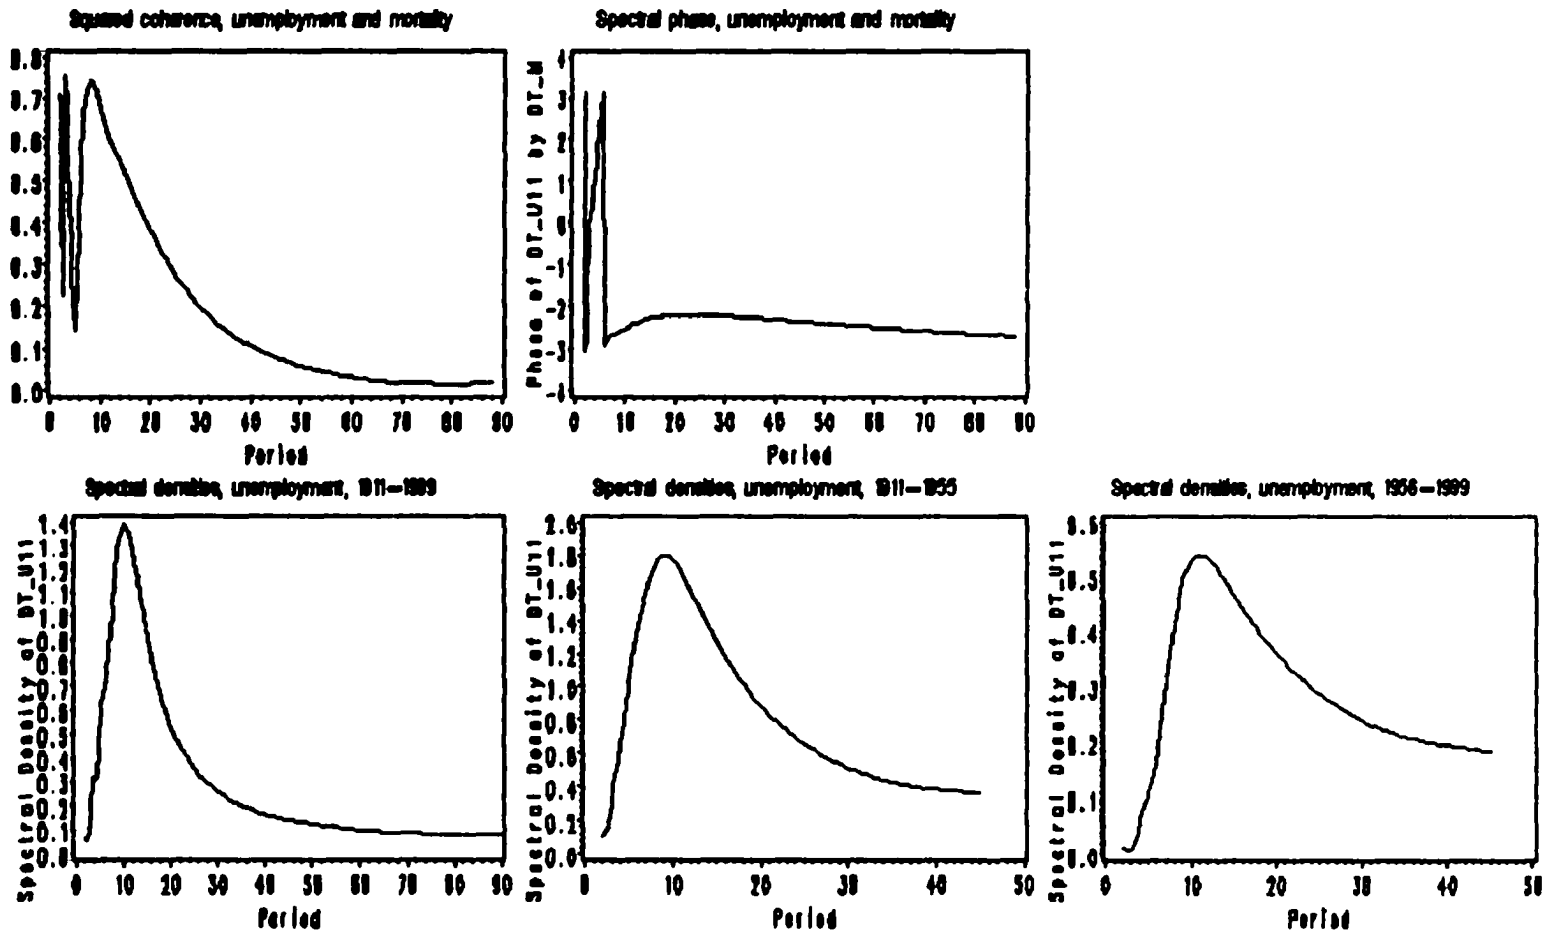 Squared coherence, unemployment and mortality
0.8
0.7
0.6
0.5
0.4
0.3
0.2
0.1
0.0
0 10 20 30 40 50 60 70 80 90
Period
Spectral phase, unemployment and mortality
Phase of DT_U11 by DT_M
4
3
2
1
0
-1
-2
-3
-4
0 10 20 30 40 50 60 70 80 90
Period
Spectral densities, unemployment, 1911-1999
Spectral Density of DT_U11
1.4
1.3
1.2
1.1
1.0
0.9
0.8
0.7
0.6
0.5
0.4
0.3
0.2
0.1
0.0
0 10 20 30 40 50 60 70 80 90
Period
Spectral densities, unemployment, 1911-1955
Spectral Density of DT_U11
2.0
1.8
1.6
1.4
1.2
1.0
0.8
0.6
0.4
0.2
0.0
0 10 20 30 40 50
Period
Spectral densities, unemployment, 1956-1999
Spectral Density of DT_U11
0.6
0.5
0.4
0.3
0.2
0.1
0.0
0 10 20 30 40 50
Period